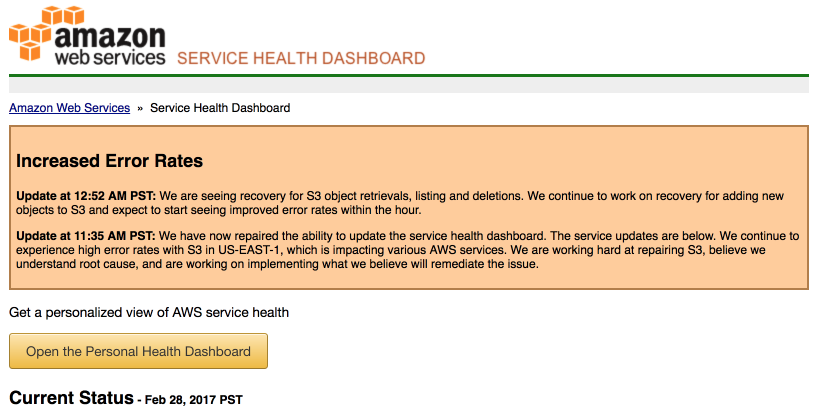 amazon
web services
SERVICE HEALTH DASHBOARD
Amazon Web Services » Service Health Dashboard
Increased Error Rates
Update at 12:52 AM PST: We are seeing recovery for S3 object retrievals, listing and deletions. We continue to work on recovery for adding new
objects to S3 and expect to start seeing improved error rates within the hour.
Update at 11:35 AM PST: We have now repaired the ability to update the service health dashboard. The service updates are below. We continue to
experience high error rates with S3 in US-EAST-1, which is impacting various AWS services. We are working hard at repairing S3, believe we
understand root cause, and are working on implementing what we believe will remediate the issue.
Get a personalized view of AWS service health
Open the Personal Health Dashboard
Current Status - Feb 28, 2017 PST